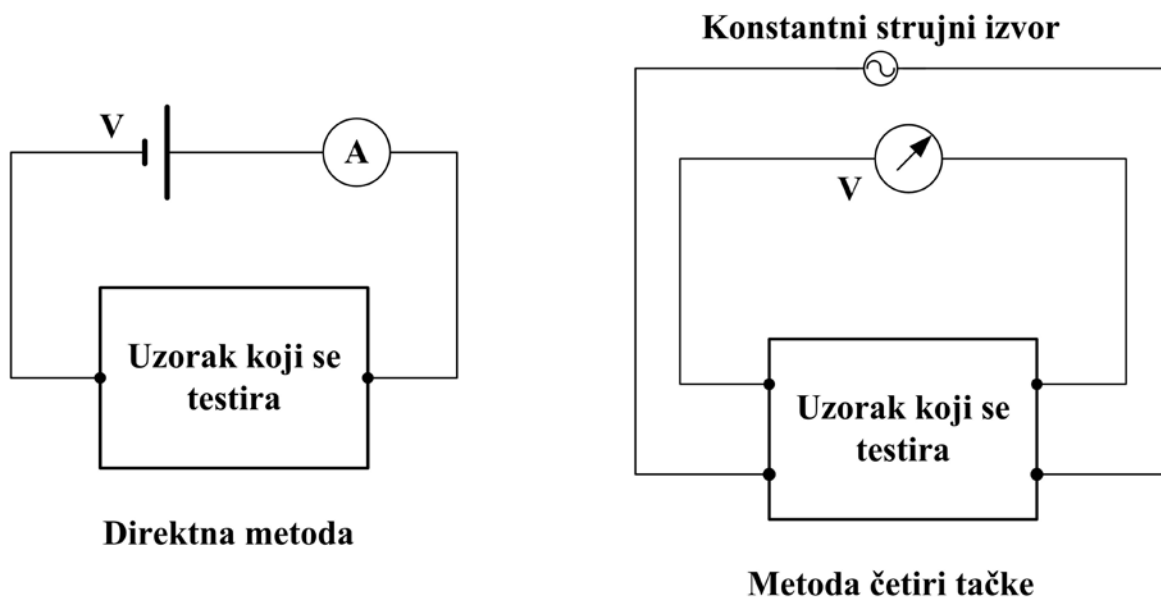 V
A
Uzorak koji se
testira
Direktna metoda
Konstantni strujni izvor
V
Uzorak koji se
testira
Metoda četiri tačke